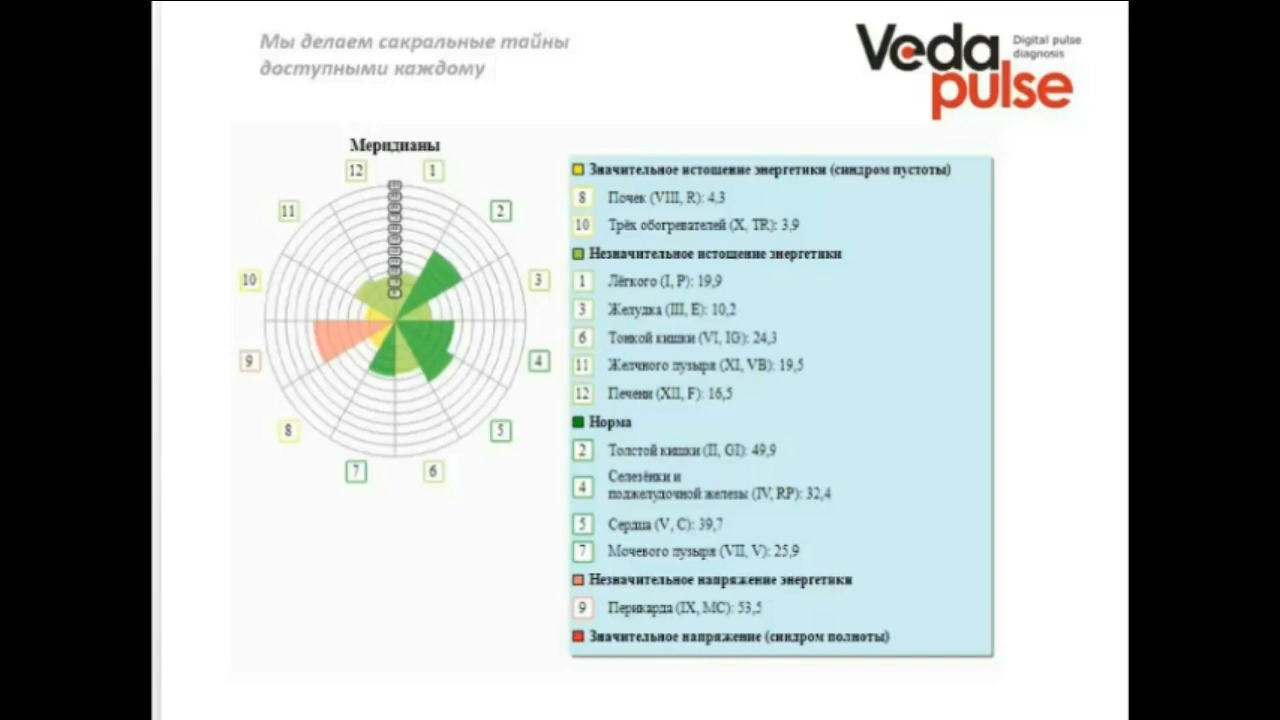 Мы делаем сакральные тайны
доступными каждому
Veda
pulse
Digital pulse
diagnosis
Меридианы
12
1
11
2
10
3
9
4
8
5
7
6
Значительное истощение энергетики (синдром пустоты)
8 Почек (VIII, R): 4,3
10 Трёх обогревателей (X, TR): 3,9
Незначительное истощение энергетики
1 Лёгкого (I, P): 19,9
3 Желудка (III, E): 10,2
6 Тонкой кишки (VI, IG): 24,3
11 Желчного пузыря (XI, VB): 19,5
12 Печени (XII, F): 16,5
Норма
2 Толстой кишки (II, GI): 49,9
4 Селезёнки и
поджелудочной железы (IV, RP): 32,4
5 Сердца (V, C): 39,7
7 Мочевого пузыря (VII, V): 25,9
Незначительное напряжение энергетики
9 Перикарда (IX, MC): 53,5
Значительное напряжение (синдром полноты)